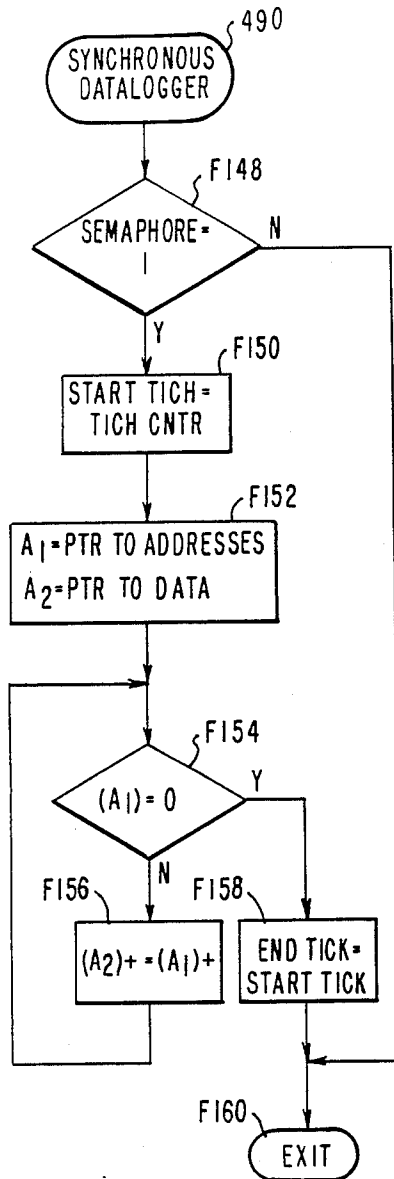 490
SYNCHRONOUS
DATALOGGER
F148
SEMAPHORE=
1
N
Y
F150
START TICH=
TICH CNTR
F152
A1=PTR TO ADDRESSES
A2=PTR TO DATA
F154
(A1)=0
Y
N
F156
(A2)+=(A1)+
F158
END TICK=
START TICK
F160
EXIT